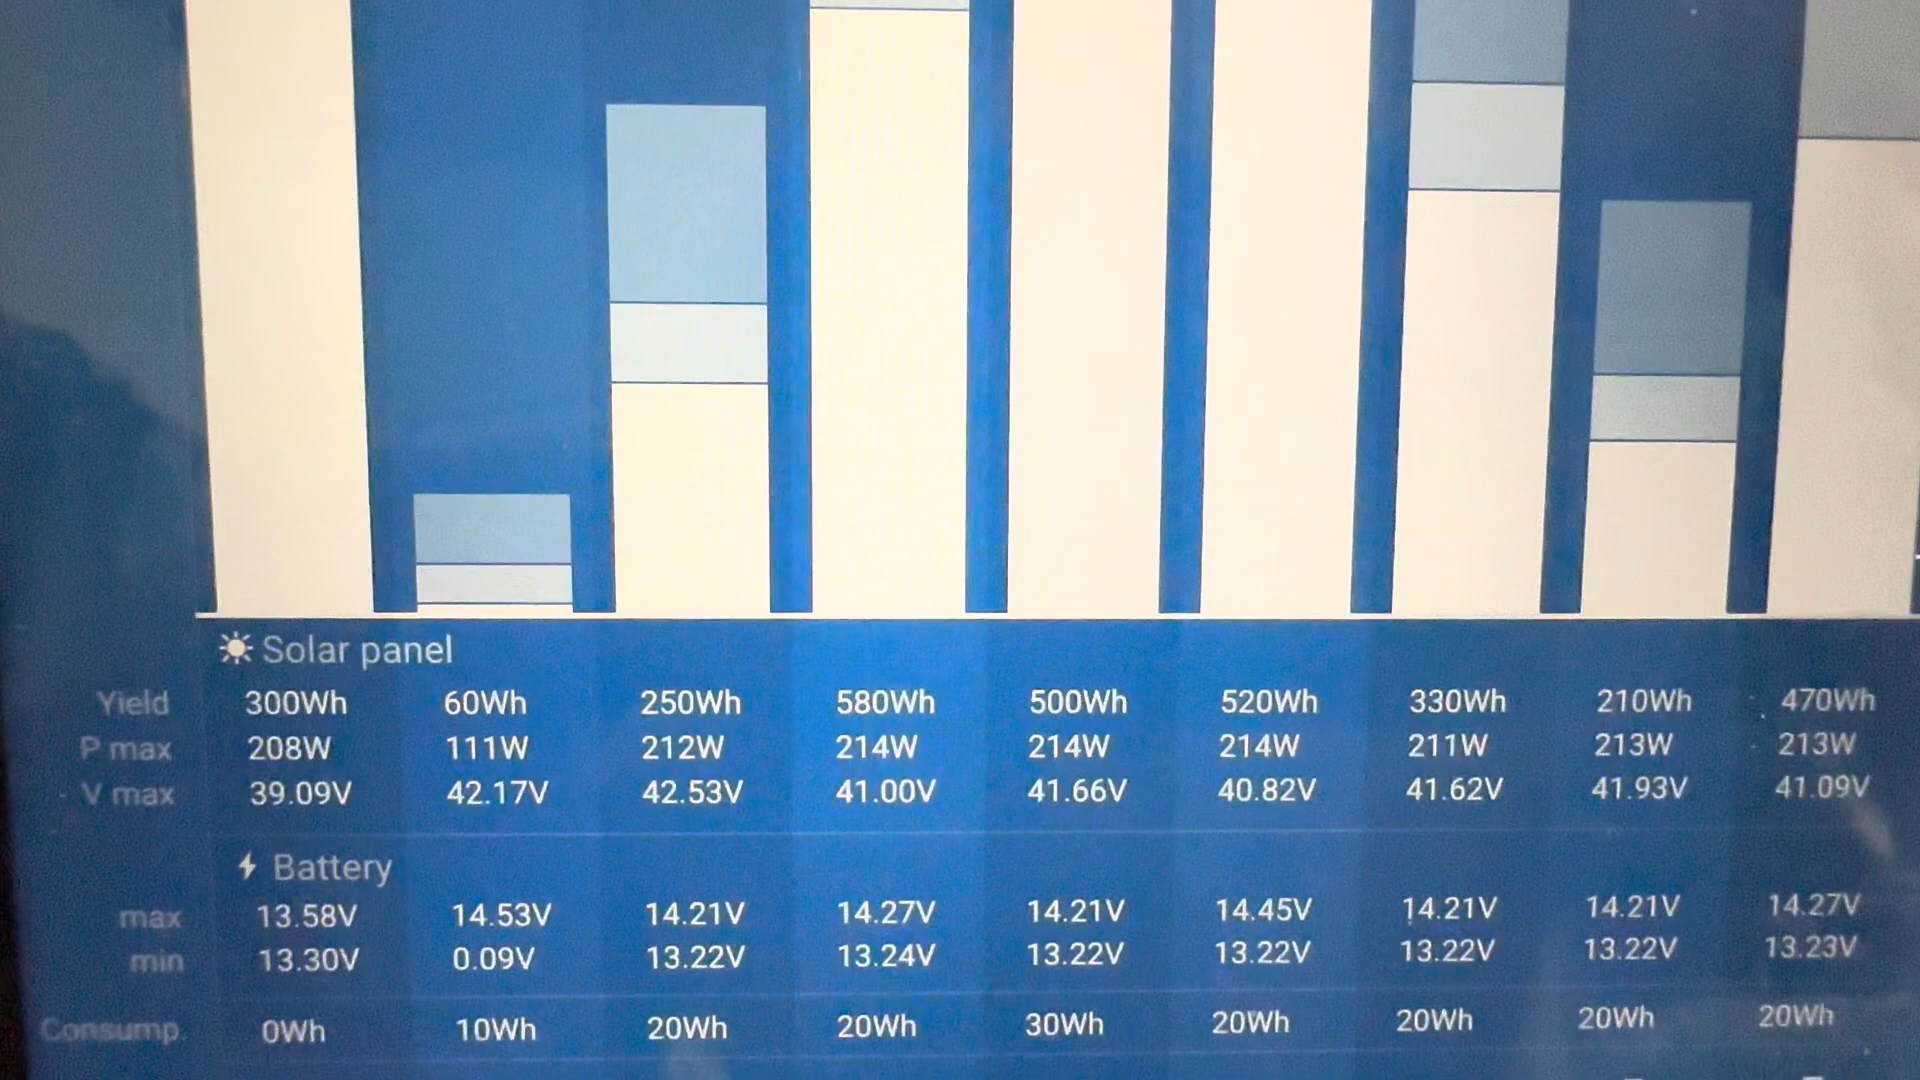 Solar panel
Yield 300Wh 60Wh 250Wh 580Wh 500Wh 520Wh 330Wh 210Wh 470Wh
P max 208W 111W 212W 214W 214W 214W 211W 213W 213W
V max 39.09V 42.17V 42.53V 41.00V 41.66V 40.82V 41.62V 41.93V 41.09V
Battery
max 13.58V 14.53V 14.21V 14.27V 14.21V 14.45V 14.21V 14.21V 14.27V
min 13.30V 0.09V 13.22V 13.24V 13.22V 13.22V 13.22V 13.22V 13.23V
Consump. 0Wh 10Wh 20Wh 20Wh 30Wh 20Wh 20Wh 20Wh 20Wh